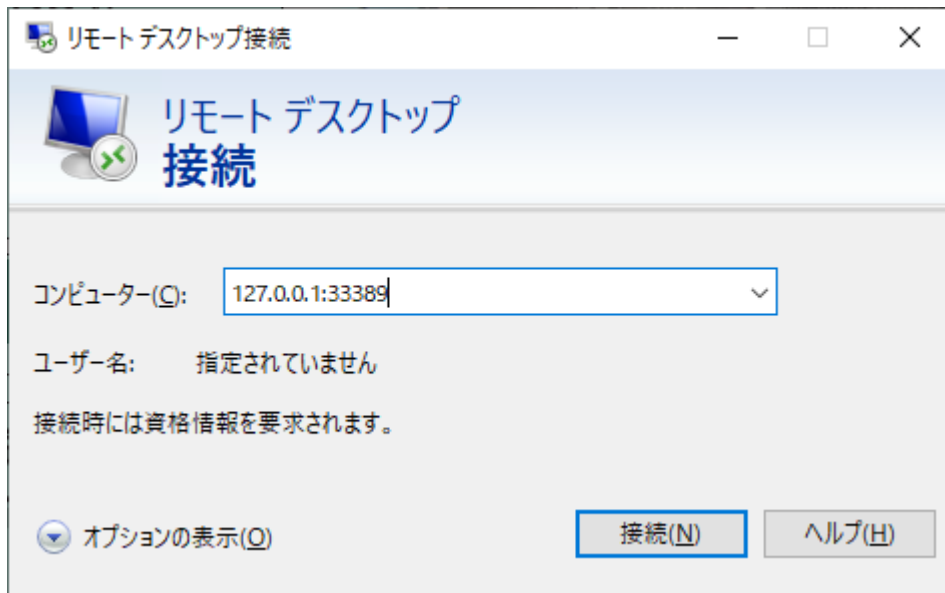 リモート デスクトップ接続
リモート デスクトップ
接続
コンピューター(C): 127.0.0.1:33389
ユーザー名: 指定されていません
接続時には資格情報を要求されます。
オプションの表示(O) 接続(N) ヘルプ(H)